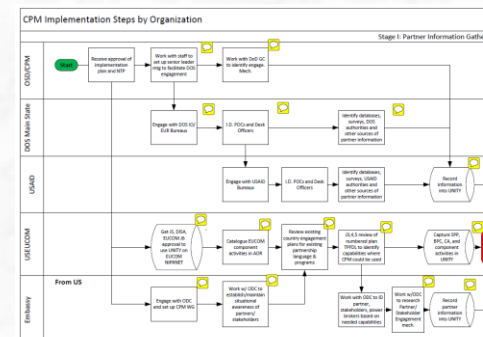 CPM Implementation Steps by Organization
Stage I: Partner Information Gathe
OSD/CPM
Start
Receive approval of
implementation
plan and NTP
Work with staff to
set up senior leader
mtg to facilitate DOS
engagement
Work with DoD GC
to identify engage.
Mech.
DOS Main State
Engage with DOS IO/
EUR Bureaus
I.D. PDCs and Desk
Officers
Identify databases,
surveys, DOS
authorities and
other sources of
partner information
USAID
Engage with USAID
Bureaus
I.D. PDCs and Desk
Officers
Identify databases,
surveys, USAID
authorities and
other sources of
partner information
Record
information
into UNITY
USEUCOM
Get JS, DISA,
EUCOM J6
approval to
use UNITY on
EUCOM
NIPRNET
Catalogue EUCOM
component
activities in AOR
Review existing
country engagement
plans for existing
partnership
language &
programs
J3,4,5 review of
numbered plan
TPFDL to identify
capabilities where
CPM could be used
Capture EPP,
BPC, CA, and
component
activities in
UNITY
Embassy
From US
Engage with ODC
and set up CPM WG
Work w/ ODC to
establish/maintain
situational
awareness of
partners/
stakeholders
Work with ODC to ID
partner,
stakeholders, power
brokers based on
needed capabilities
Work w/ODC
to research
Partner/
Stakeholder
Engagement
mech.
Record
partner
information
into UNITY